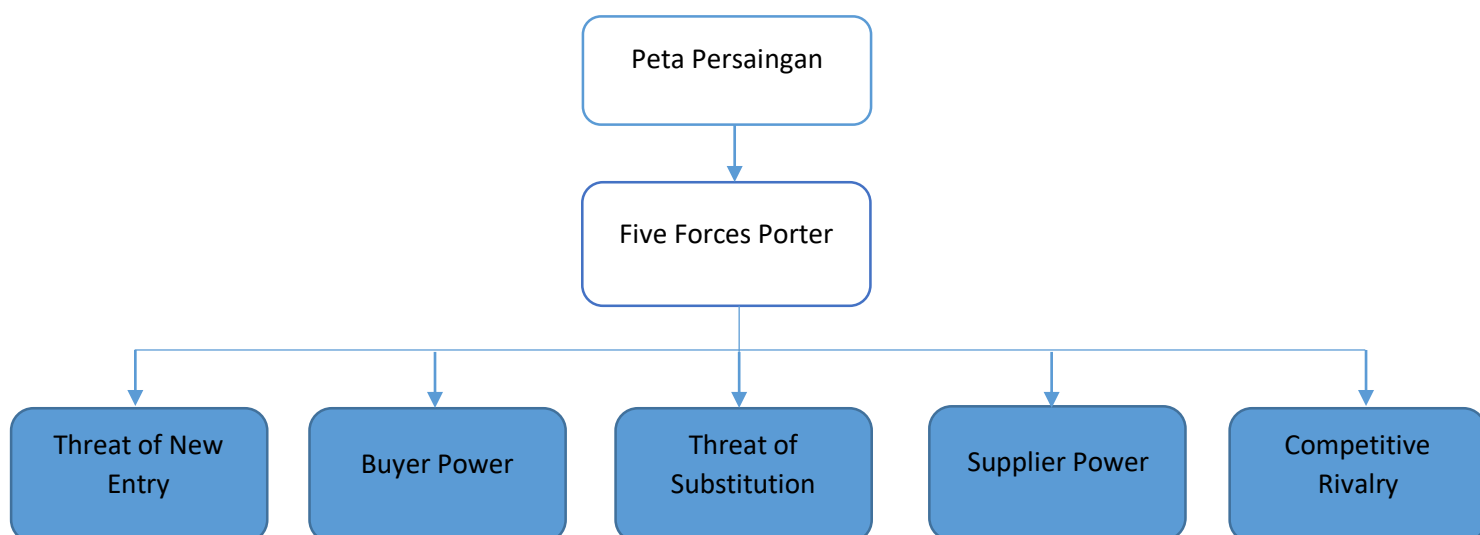 Peta Persaingan
Five Forces Porter
Threat of New
Entry
Buyer Power
Threat of
Substitution
Supplier Power
Competitive
Rivalry